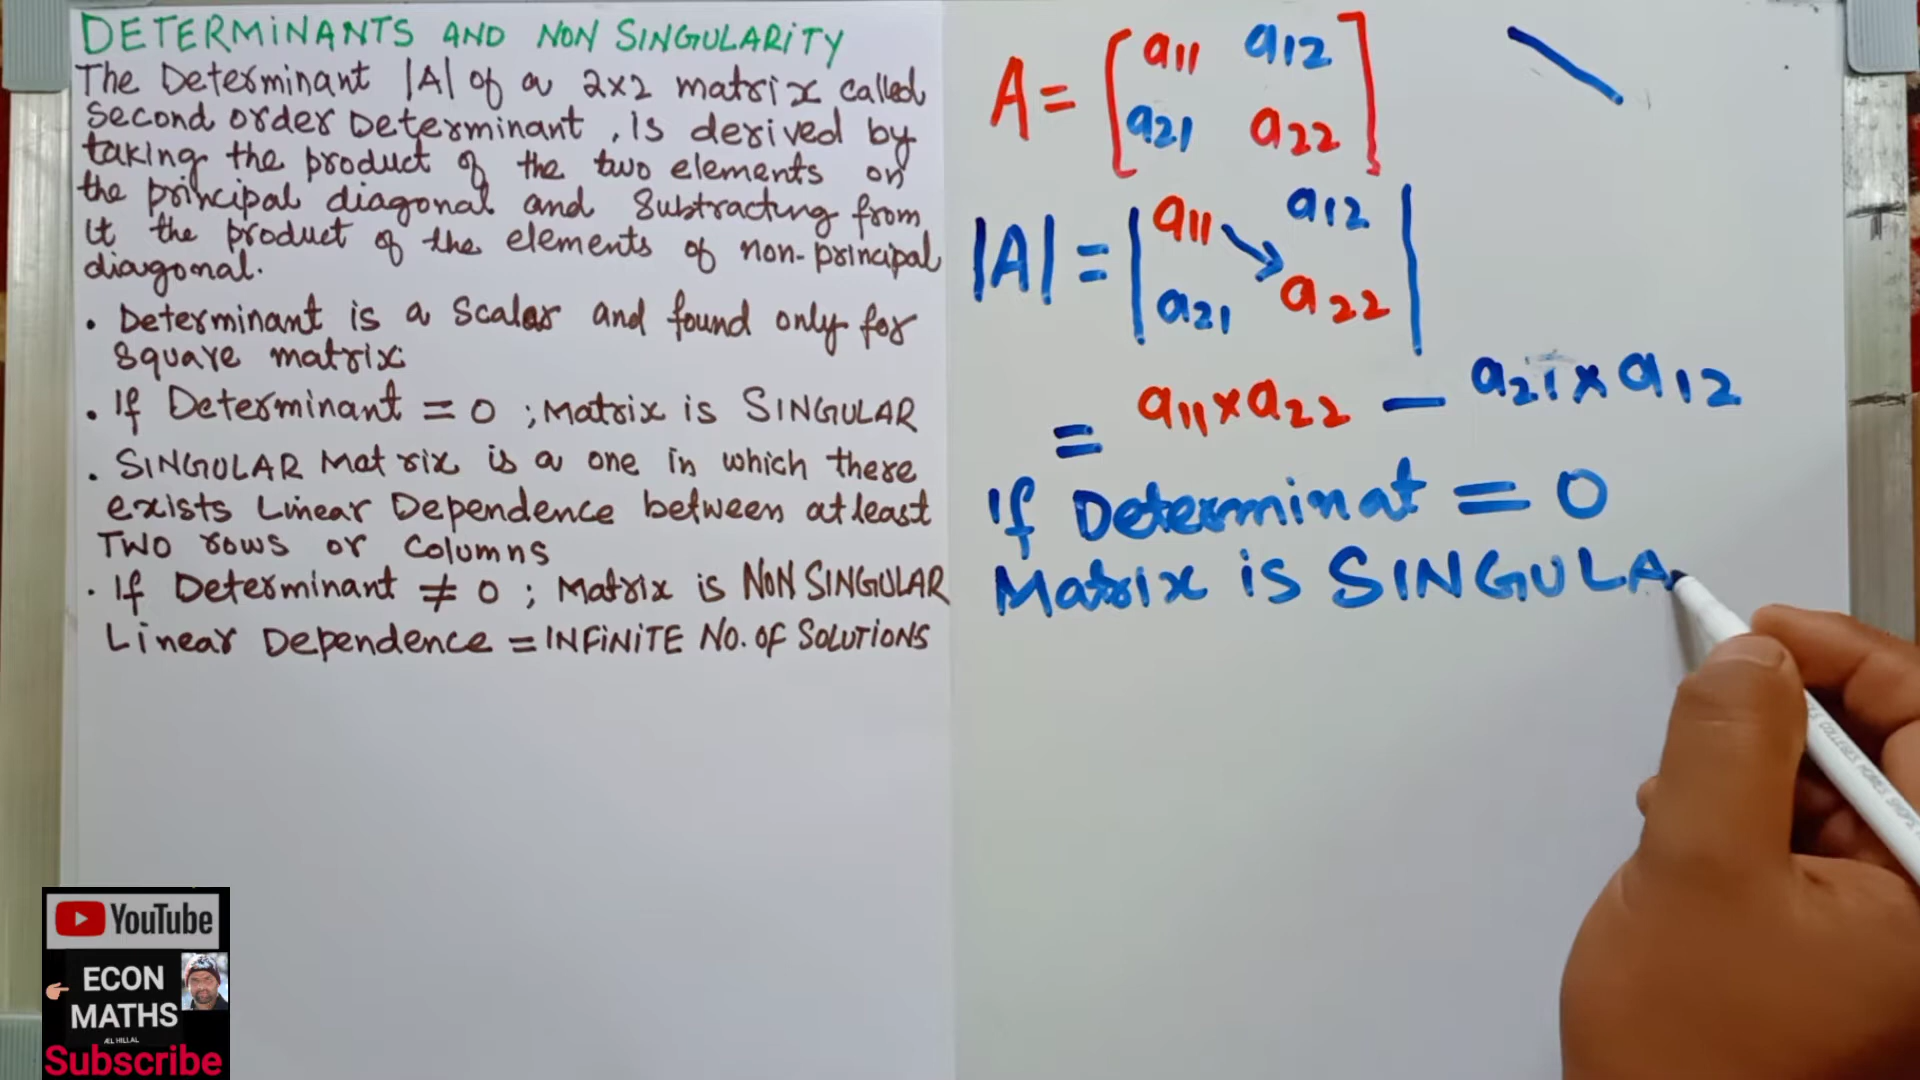 DETERMINANTS AND NON SINGULARITY
The Determinant |A| of a 2x2 matrix called
second order Determinant, is derived by
taking the product of the two elements on
the principal diagonal and Subtracting from
it the product of the elements of non-principal
diagonal.
• Determinant is a Scalar and found only for
Square matrix.
• If Determinant = 0 ; Matrix is SINGULAR
• SINGULAR Matrix is a one in which there
exists Linear Dependence between atleast
TWO rows or columns
• If Determinant ≠ 0 ; Matrix is NON SINGULAR
Linear Dependence = INFINITE NO. OF SOLUTIONS
A = [a11 a12
a21 a22]
|A| = |a11 a12
a21 a22|
= a11 x a22 - a21 x a12
If Determinat = 0
Matrix is SINGULA
YouTube
ECON
MATHS
ÆL HILLAL
Subscribe